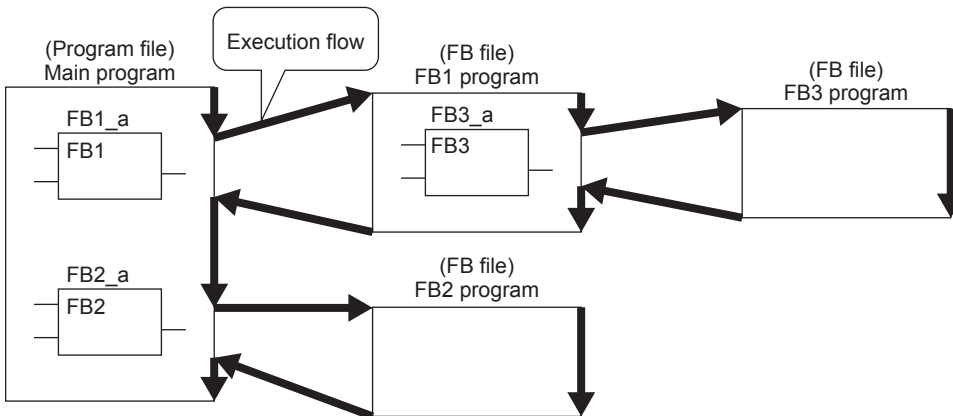 (Program file)
Main program
Execution flow
(FB file)
FB1 program
(FB file)
FB3 program
FB1_a
FB1
FB3_a
FB3
FB2_a
FB2
(FB file)
FB2 program